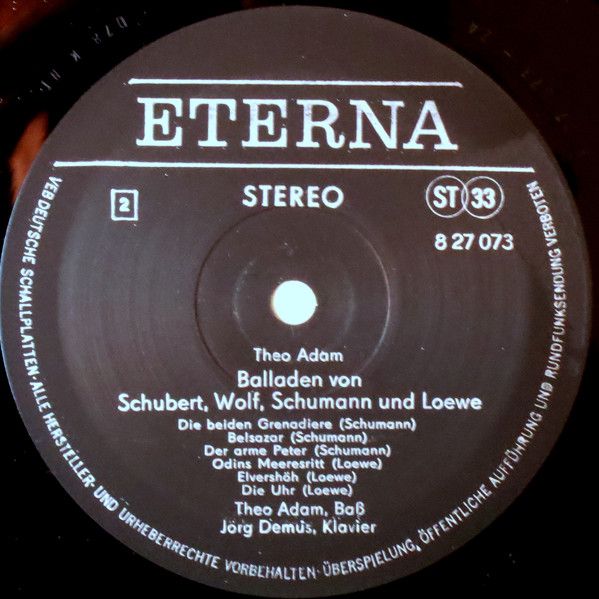 ETERNA
2
STEREO
ST 33
8 27 073
Theo Adam
Balladen von
Schubert, Wolf, Schumann und Loewe
Die beiden Grenadiere (Schumann)
Belsazar (Schumann)
Der arme Peter (Schumann)
Odins Meeresritt (Loewe)
Elvershöh (Loewe)
Die Uhr (Loewe)
Theo Adam, Baß
Jörg Demus, Klavier
VEB DEUTSCHE SCHALLPLATTEN · ALLE HERSTELLER- UND URHEBERRECHTE VORBEHALTEN · ÜBERSPIELUNG, ÖFFENTLICHE AUFFÜHRUNG UND RUNDFUNKSENDUNG VERBOTEN